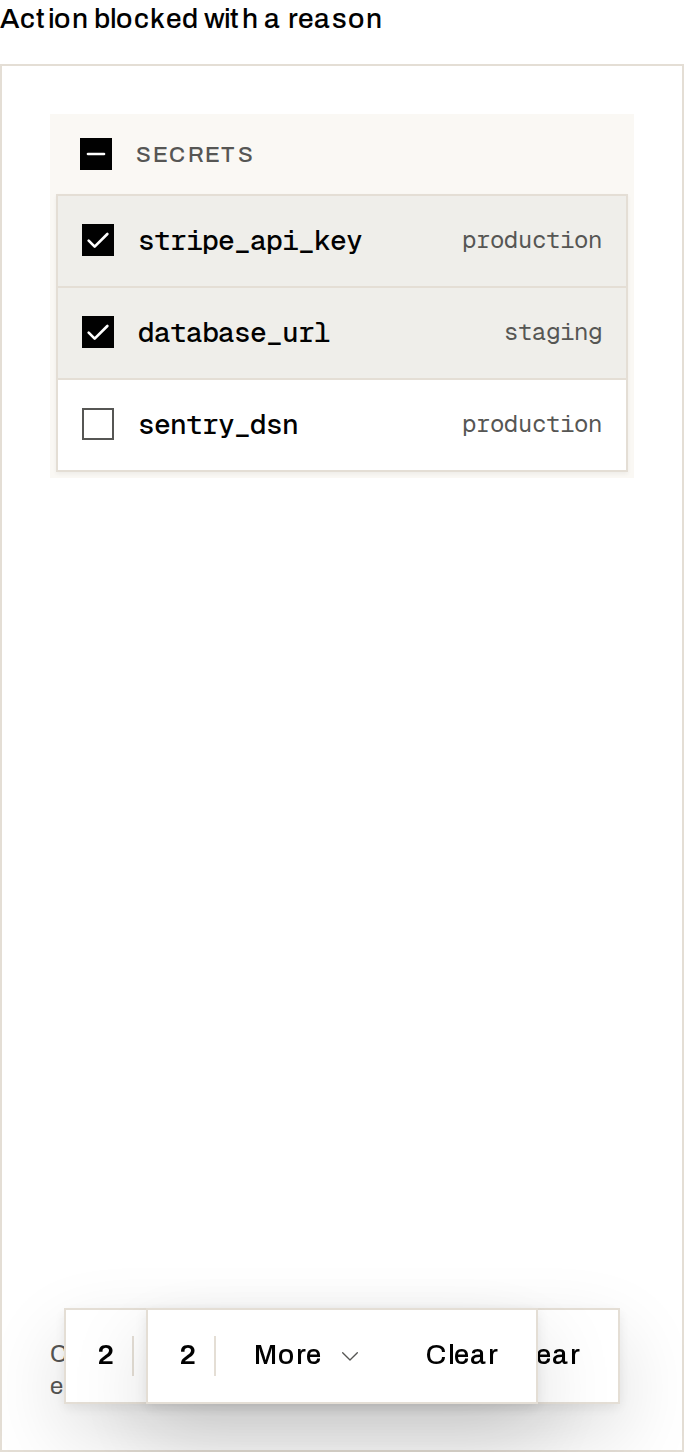 Action blocked with a reason
SECRETS
stripe_api_key production
database_url staging
sentry_dsn production
2 2 More Clear ear